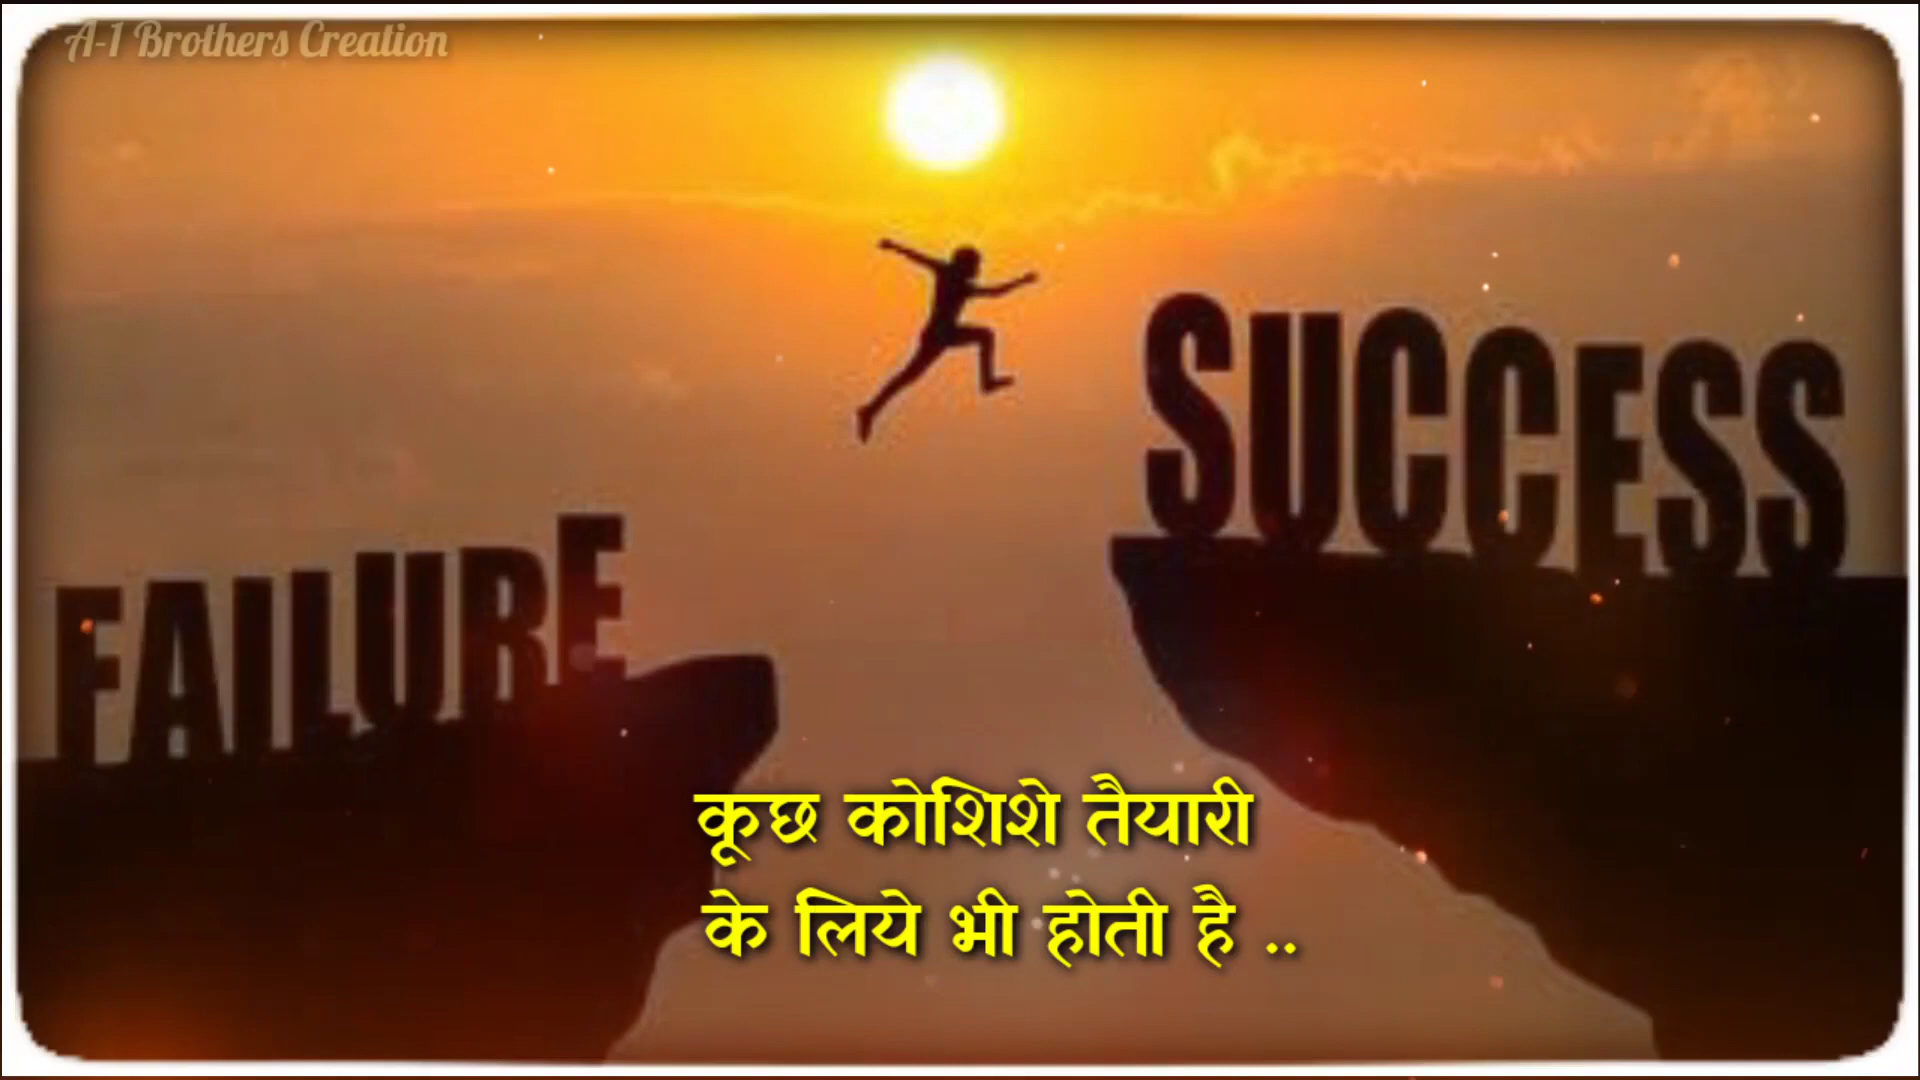 A-1 Brothers Creation
SUCCESS
FAILURE
कूछ कोशिशे तैयारी
के लिये भी होती है ..